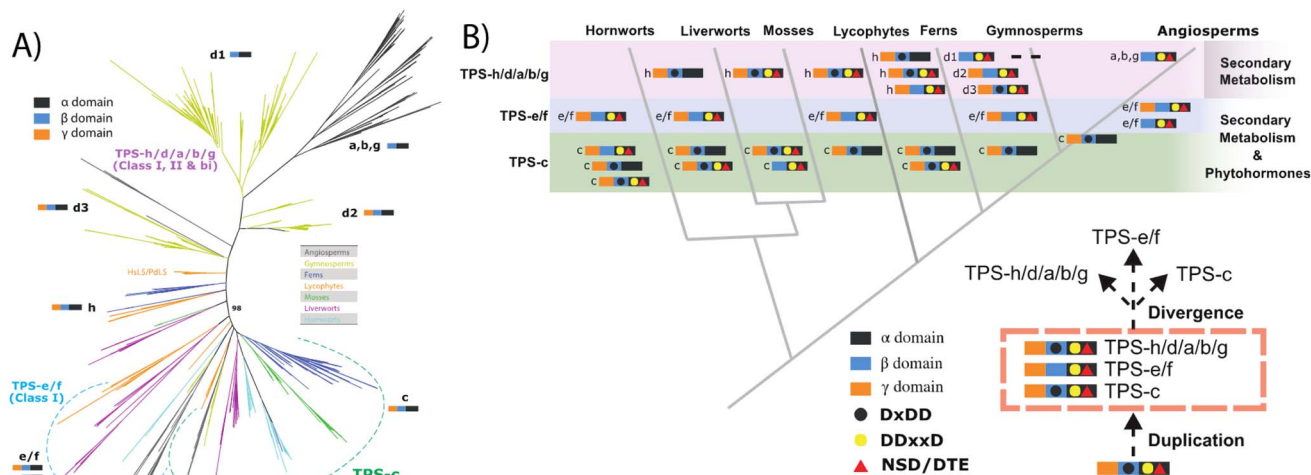 A)
d1
α domain
β domain
γ domain
TPS-h/d/a/b/g
(Class I, II & bi)
a,b,g
d3
d2
Angiosperms
Gymnosperms
Ferns
Lycophytes
Mosses
Liverworts
Hornworts
HsLS/PdLS
h
98
TPS-e/f
(Class I)
c
e/f
TPS-c
B)
Hornworts Liverworts Mosses Lycophytes Ferns Gymnosperms Angiosperms
TPS-h/d/a/b/g
h h h h d1 a,b,g
h d2
h d3
Secondary
Metabolism
TPS-e/f
e/f e/f e/f e/f e/f
e/f
TPS-c
c c c c c c
c c c c
c
Secondary
Metabolism
&
Phytohormones
TPS-e/f
TPS-h/d/a/b/g TPS-c
Divergence
TPS-h/d/a/b/g
TPS-e/f
TPS-c
Duplication
α domain
β domain
γ domain
DxDD
DDxxD
NSD/DTE